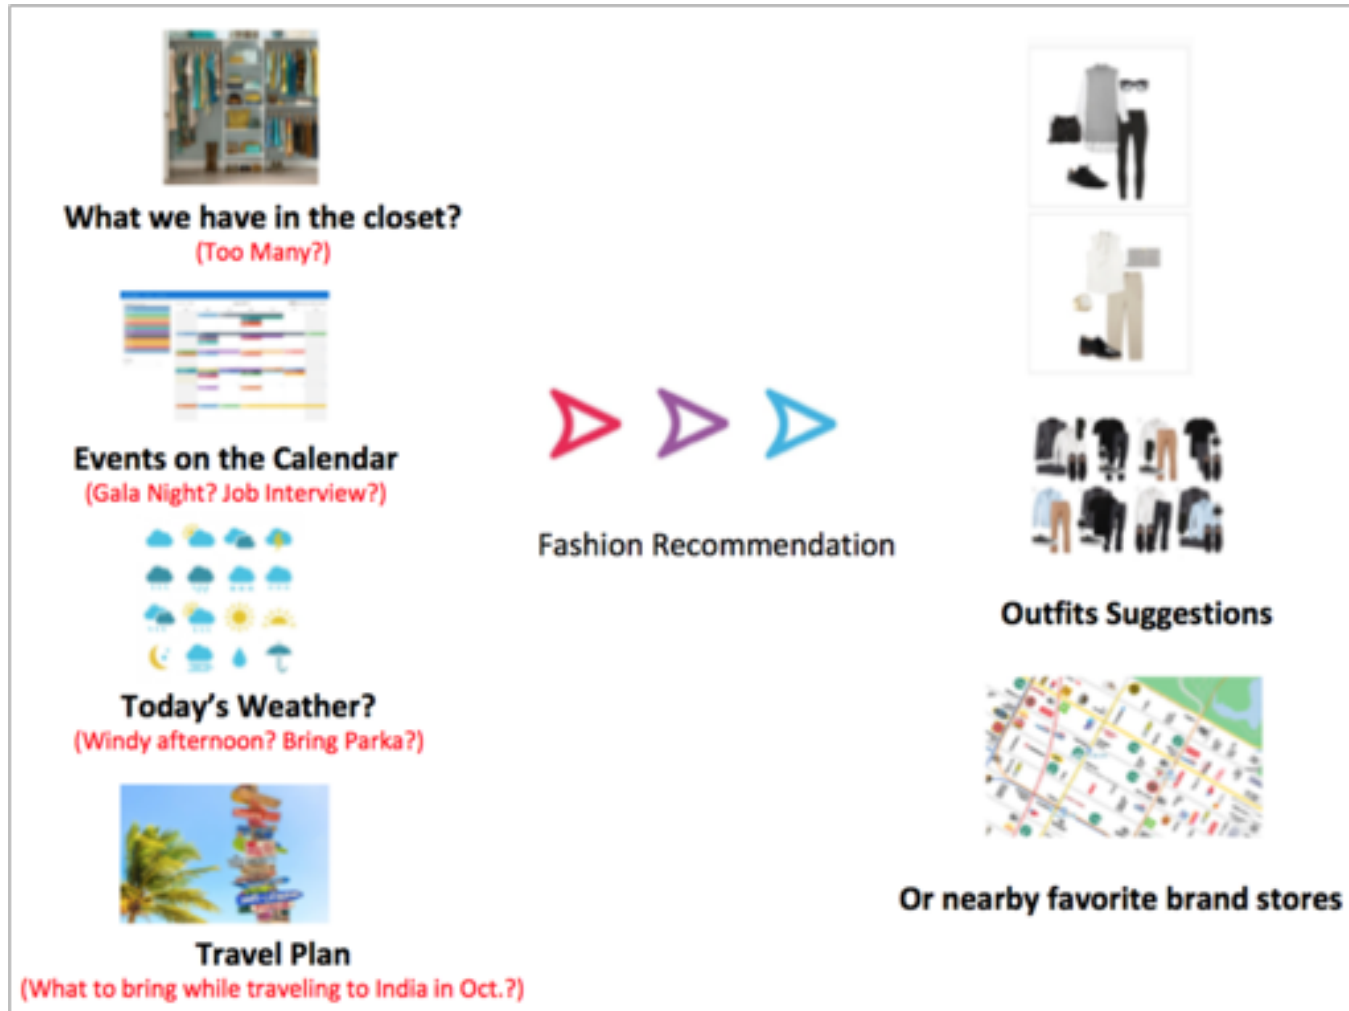 What we have in the closet?
(Too Many?)
Events on the Calendar
(Gala Night? Job Interview?)
Today's Weather?
(Windy afternoon? Bring Parka?)
Travel Plan
(What to bring while traveling to India in Oct.?)
Fashion Recommendation
Outfits Suggestions
Or nearby favorite brand stores